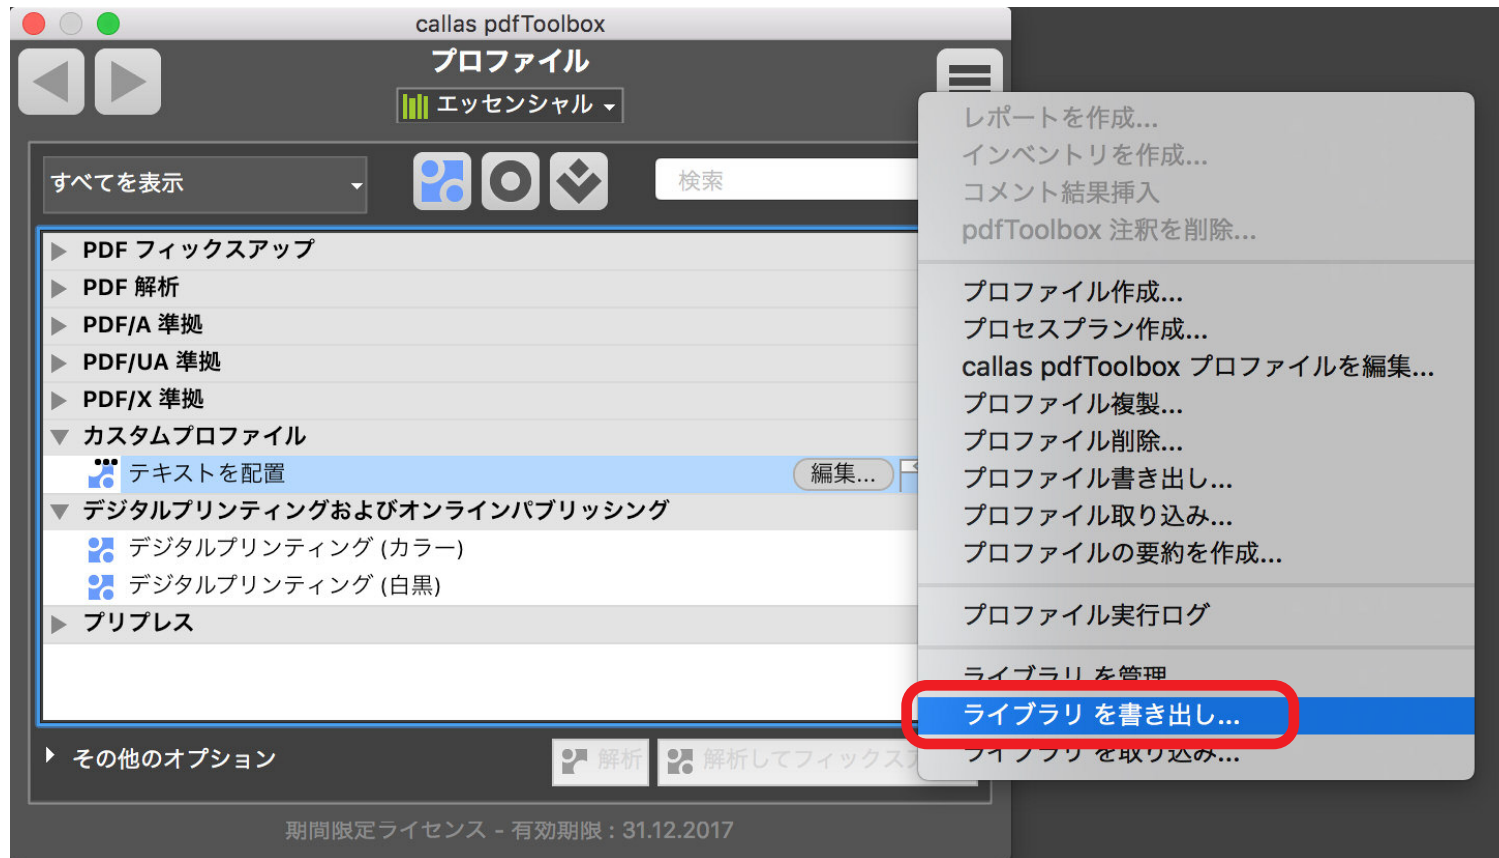 callas pdfToolbox
プロファイル
エッセンシャル
すべてを表示
検索
PDF フィックスアップ
PDF 解析
PDF/A 準拠
PDF/UA 準拠
PDF/X 準拠
カスタムプロファイル
テキストを配置
編集...
デジタルプリンティングおよびオンラインパブリッシング
デジタルプリンティング (カラー)
デジタルプリンティング (白黒)
プリプレス
その他のオプション
解析
解析してフィックスア
期間限定ライセンス - 有効期限 : 31.12.2017
レポートを作成...
インベントリを作成...
コメント結果挿入
pdfToolbox 注釈を削除...
プロファイル作成...
プロセスプラン作成...
callas pdfToolbox プロファイルを編集...
プロファイル複製...
プロファイル削除...
プロファイル書き出し...
プロファイル取り込み...
プロファイルの要約を作成...
プロファイル実行ログ
ライブラリ を管理
ライブラリ を書き出し...
ライブラリ を取り込み...